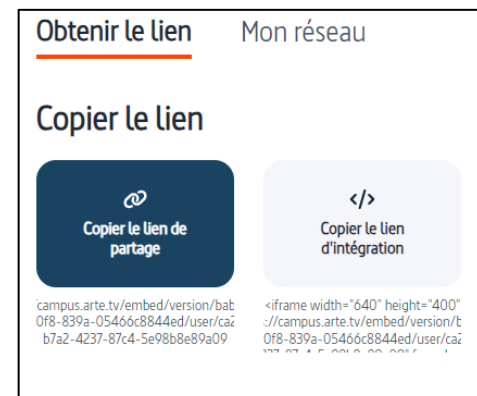 Obtenir le lien Mon réseau
Copier le lien
Copier le lien de
partage
</>
Copier le lien
d'intégration
campus.arte.tv/embed/version/bab
0f8-839a-05466c8844ed/user/ca2
b7a2-4237-87c4-5e98b8e89a09
<iframe width="640" height="400"
://campus.arte.tv/embed/version/b
0f8-839a-05466c8844ed/user/ca2